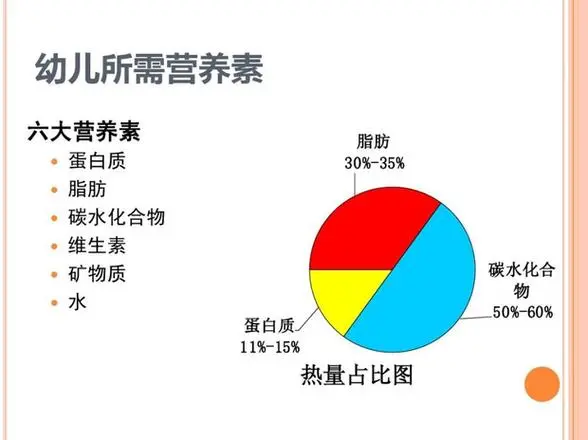 幼儿所需营养素
六大营养素
蛋白质
脂肪
碳水化合物
维生素
矿物质
水
脂肪
30%-35%
碳水化合
物
50%-60%
蛋白质
11%-15%
热量占比图